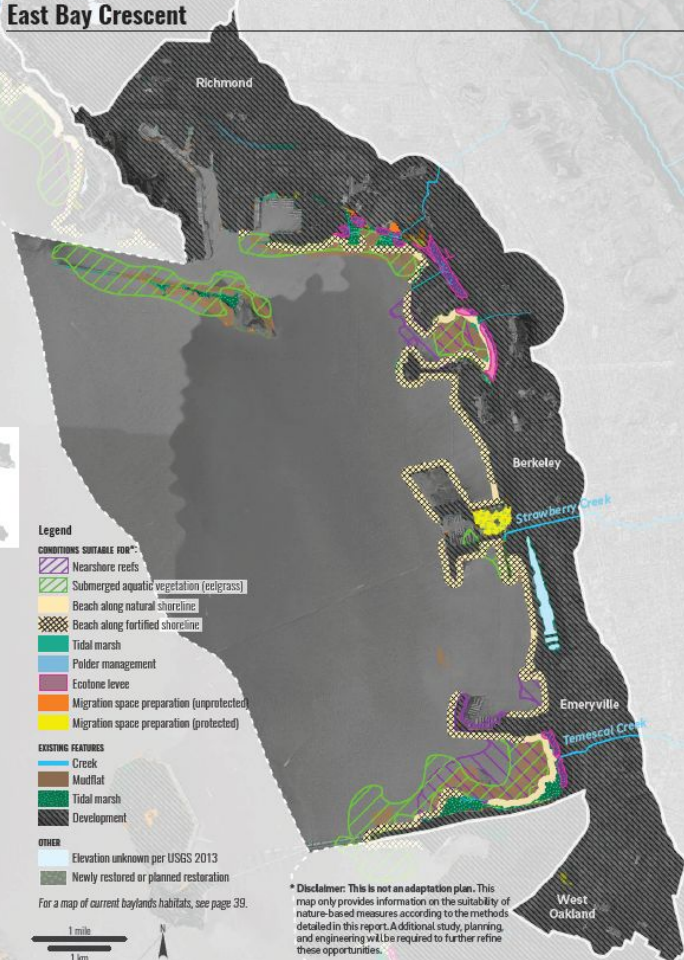 East Bay Crescent
Richmond
Berkeley
Strawberry Creek
Emeryville
Temescal Creek
West
Oakland
Legend
CONDITIONS SUITABLE FOR*:
Nearshore reefs
Submerged aquatic vegetation (eelgrass)
Beach along natural shoreline
Beach along fortified shoreline
Tidal marsh
Polder management
Ecotone levee
Migration space preparation (unprotected)
Migration space preparation (protected)
EXISTING FEATURES
Creek
Mudflat
Tidal marsh
Development
OTHER
Elevation unknown per USGS 2013
Newly restored or planned restoration
For a map of current baylands habitats, see page 39.
1 mile
1 km
N
* Disclaimer: This is not an adaptation plan. This
map only provides information on the suitability of
nature-based measures according to the methods
detailed in this report. Additional study, planning,
and engineering will be required to further refine
these opportunities.